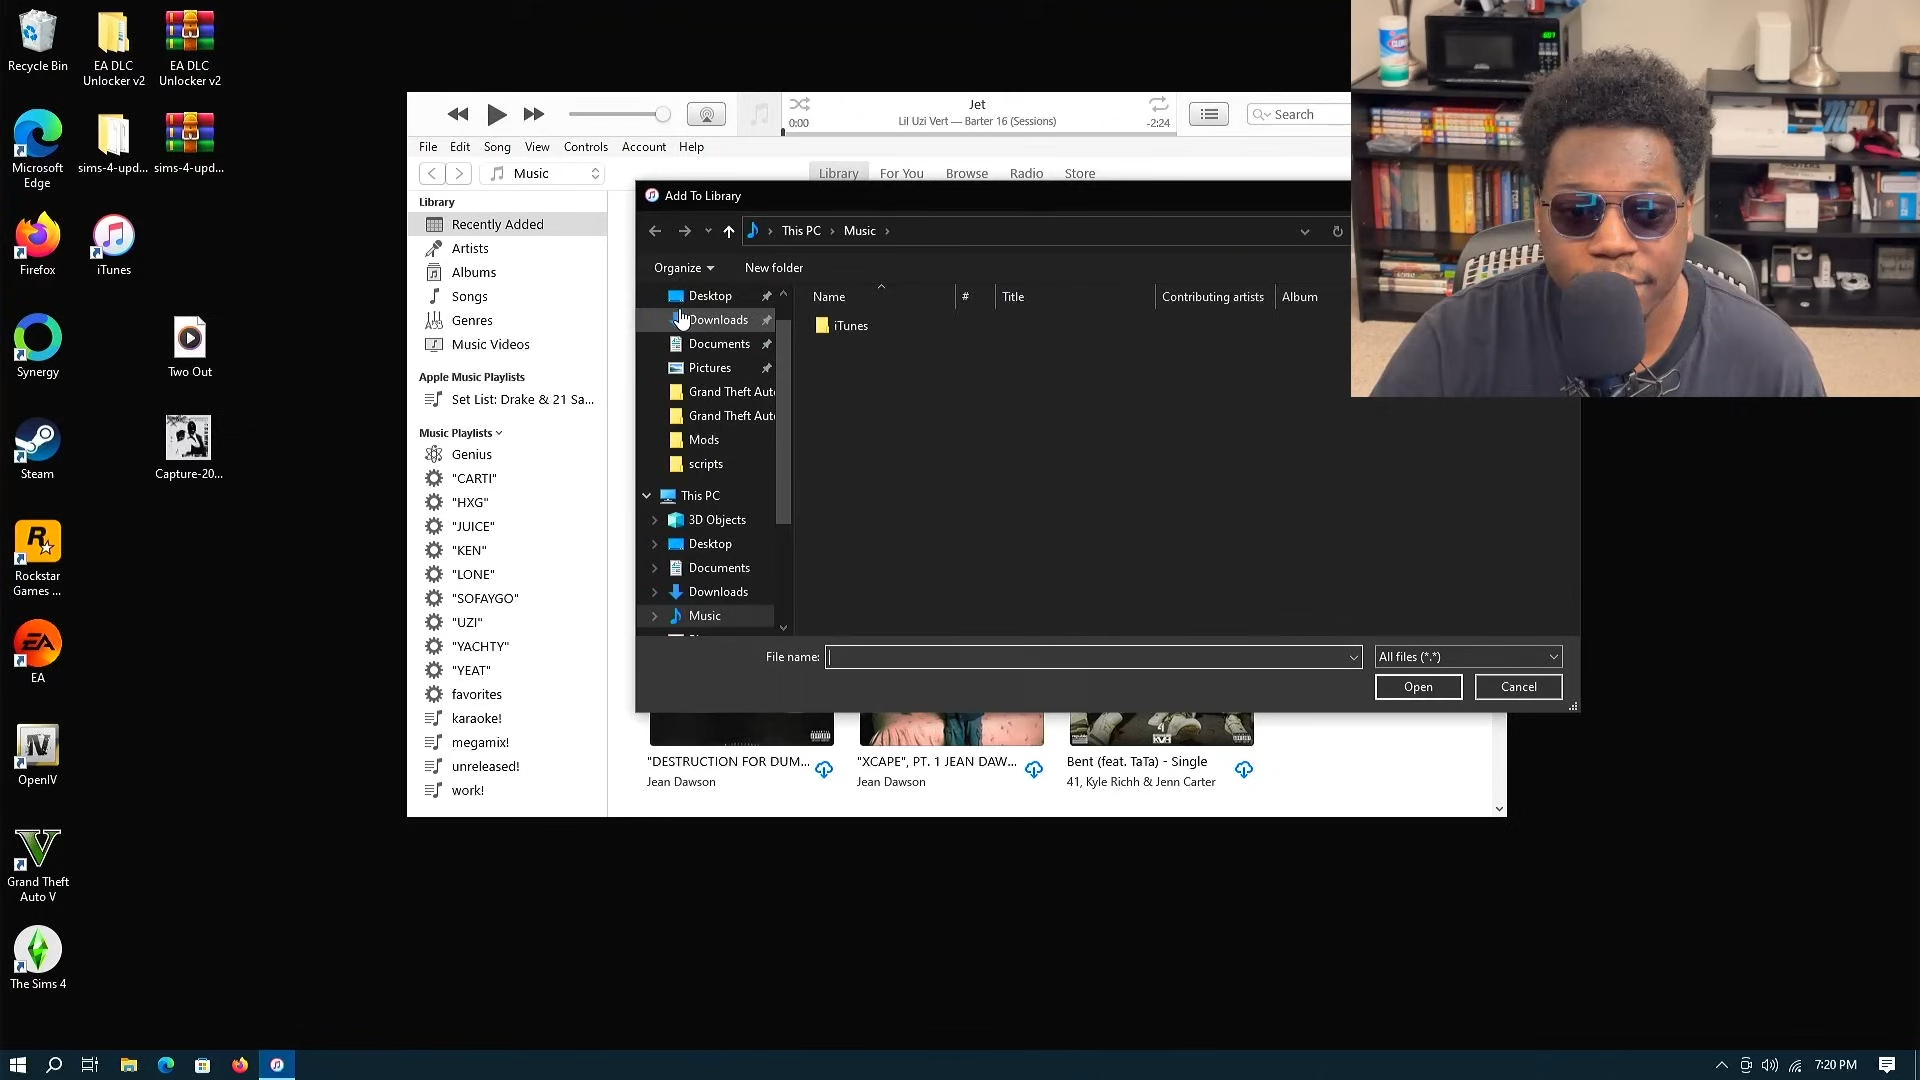 Recycle Bin
EA DLC
Unlocker v2
EA DLC
Unlocker v2
Microsoft
Edge
sims-4-upd...
sims-4-upd...
Firefox
iTunes
Synergy
Two Out
Steam
Capture-20...
Rockstar
Games ...
EA
OpenIV
Grand Theft
Auto V
The Sims 4
Jet
Lil Uzi Vert — Barter 16 (Sessions)
0:00
-2:24
Search
File
Edit
Song
View
Controls
Account
Help
Music
Library
For You
Browse
Radio
Store
Library
Recently Added
Artists
Albums
Songs
Genres
Music Videos
Apple Music Playlists
Set List: Drake & 21 Sa...
Music Playlists
Genius
"CARTI"
"HXG"
"JUICE"
"KEN"
"LONE"
"SOFAYGO"
"UZI"
"YACHTY"
"YEAT"
favorites
karaoke!
megamix!
unreleased!
work!
Add To Library
This PC
Music
Organize
New folder
Desktop
Downloads
Documents
Pictures
Grand Theft Aut
Grand Theft Aut
Mods
scripts
This PC
3D Objects
Desktop
Documents
Downloads
Music
Name
#
Title
Contributing artists
Album
iTunes
File name:
All files (*.*)
Open
Cancel
"DESTRUCTION FOR DUM...
Jean Dawson
"XCAPE", PT. 1 JEAN DAW...
Jean Dawson
Bent (feat. TaTa) - Single
41, Kyle Richh & Jenn Carter
7:20 PM